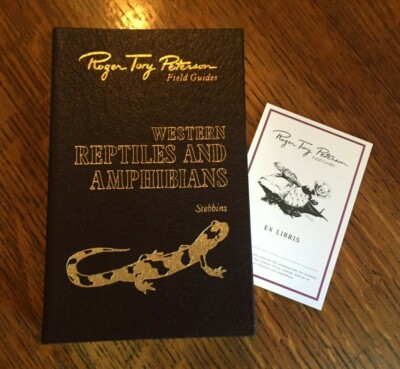 Roger Tory Peterson
Field Guides
WESTERN
REPTILES AND
AMPHIBIANS
Stebbins
Roger Tory Peterson
Field Guides
EX LIBRIS